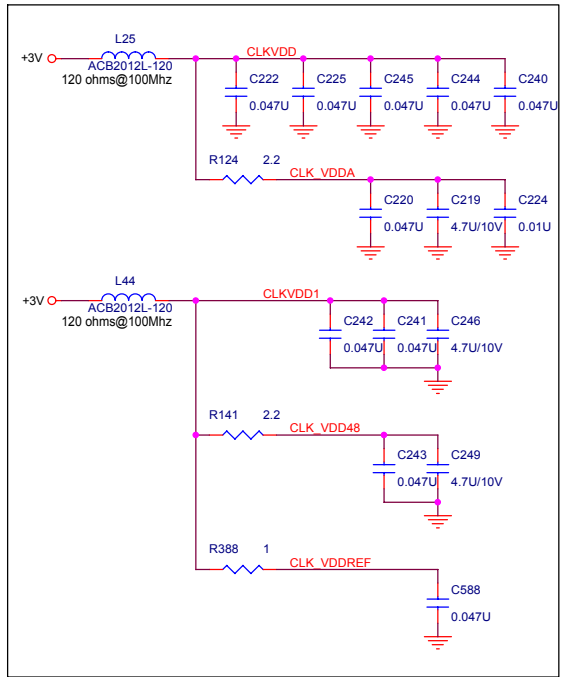 L25
+3V
CLKVDD
ACB2012L-120
120 ohms@100Mhz
C222
C225
C245
C244
C240
0.047U
0.047U
0.047U
0.047U
0.047U
R124
2.2
CLK_VDDA
C220
C219
C224
0.047U
4.7U/10V
0.01U
L44
+3V
CLKVDD1
ACB2012L-120
120 ohms@100Mhz
C242
C241
C246
0.047U
0.047U
4.7U/10V
R141
2.2
CLK_VDD48
C243
C249
0.047U
4.7U/10V
R388
1
CLK_VDDREF
C588
0.047U